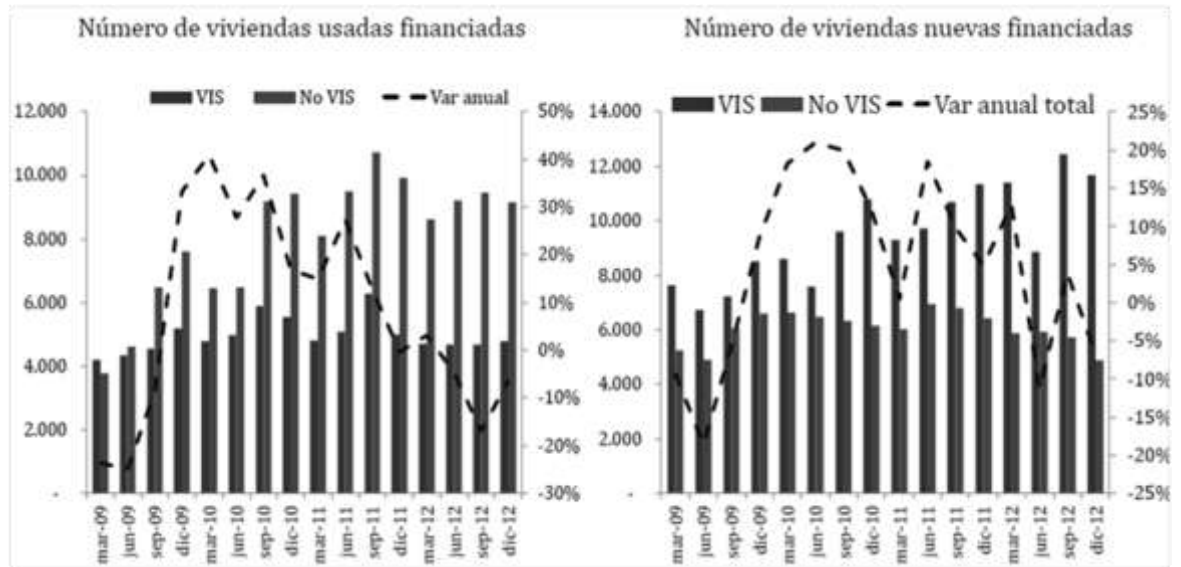 Número de viviendas usadas financiadas
VIS No VIS Var anual
12.000
10.000
8.000
6.000
4.000
2.000
-
50%
40%
30%
20%
10%
0%
-10%
-20%
-30%
mar-09
jun-09
sep-09
dic-09
mar-10
jun-10
sep-10
dic-10
mar-11
jun-11
sep-11
dic-11
mar-12
jun-12
sep-12
dic-12
Número de viviendas nuevas financiadas
VIS No VIS Var anual total
14.000
12.000
10.000
8.000
6.000
4.000
2.000
-
25%
20%
15%
10%
5%
0%
-5%
-10%
-15%
-20%
-25%
mar-09
jun-09
sep-09
dic-09
mar-10
jun-10
sep-10
dic-10
mar-11
jun-11
sep-11
dic-11
mar-12
jun-12
sep-12
dic-12